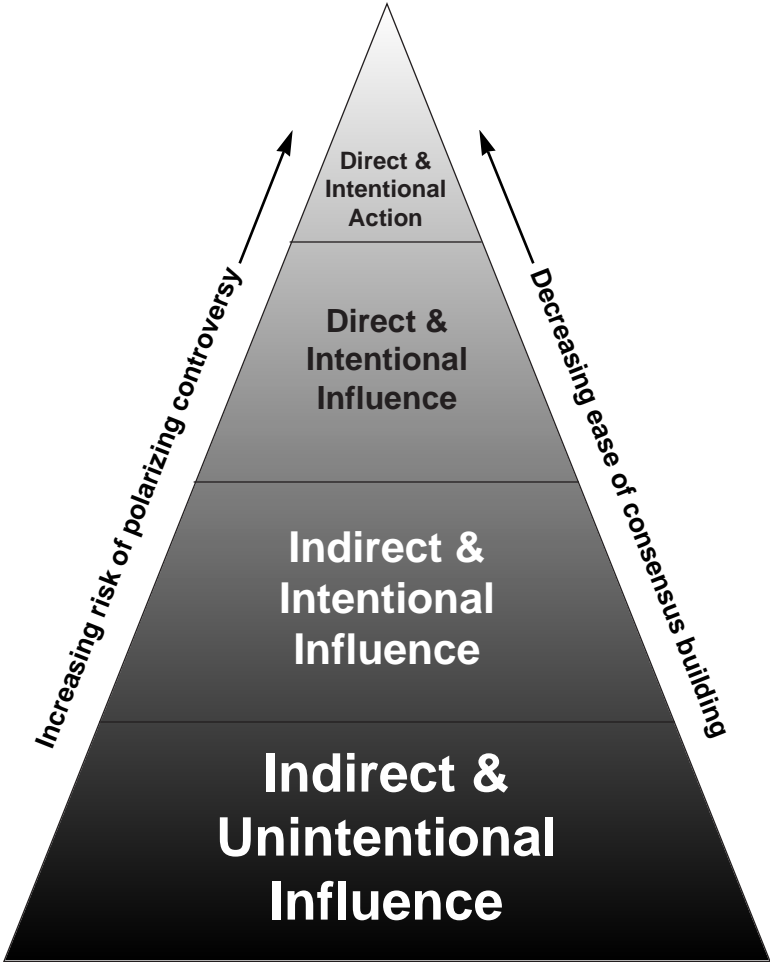 Direct &
Intentional
Action
Direct &
Intentional
Influence
Indirect &
Intentional
Influence
Indirect &
Unintentional
Influence
Increasing risk of polarizing controversy
Decreasing ease of consensus building